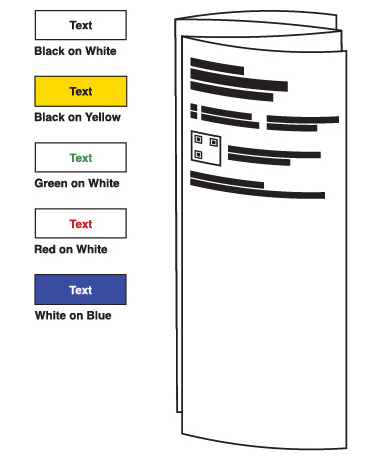 Text
Black on White
Text
Black on Yellow
Text
Green on White
Text
Red on White
Text
White on Blue